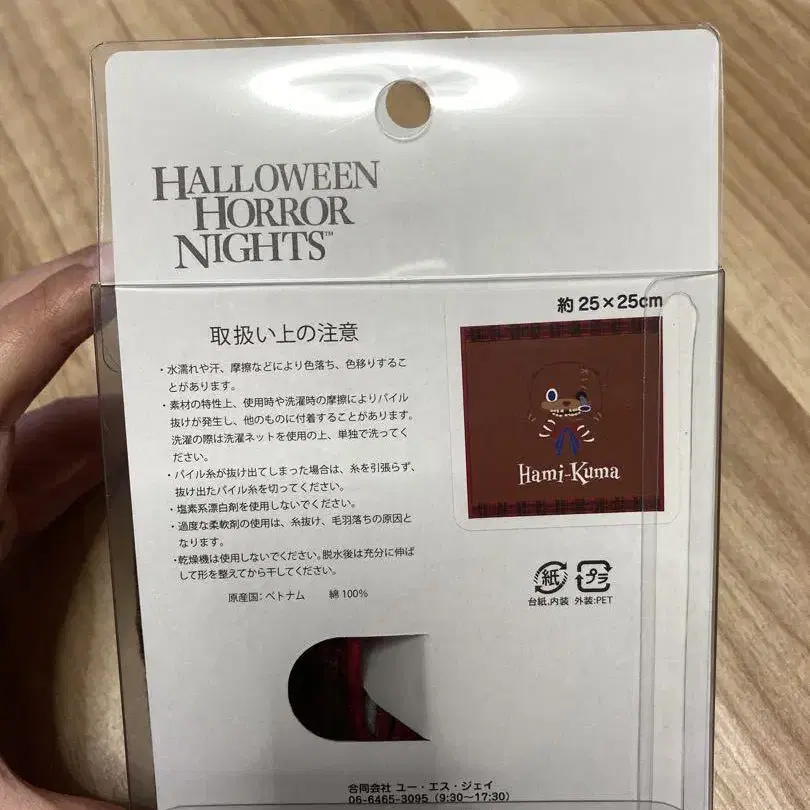 HALLOWEEN
HORROR
NIGHTS™
約 25×25cm
取扱い上の注意
・水濡れや汗、摩擦などにより色落ち、色移りするこ
とがあります。
・素材の特性上、使用時や洗濯時の摩擦によりパイル
抜けが発生し、他のものに付着することがあります。
洗濯の際は洗濯ネットを使用の上、単独で洗ってく
ださい。
・パイル糸が抜け出てしまった場合は、糸を引張らず、
抜け出たパイル糸を切ってください。
・塩素系漂白剤を使用しないでください。
・過度な柔軟剤の使用は、糸抜け、毛羽落ちの原因と
なります。
・乾燥機は使用しないでください。脱水後は充分に伸ば
して形を整えてから干してください。
原産国：ベトナム 綿 100%
Hami-Kuma
紙 プラ
台紙、内装 外装:PET
合同会社 ユー・エス・ジェイ
06-6465-3095（9:30〜17:30）